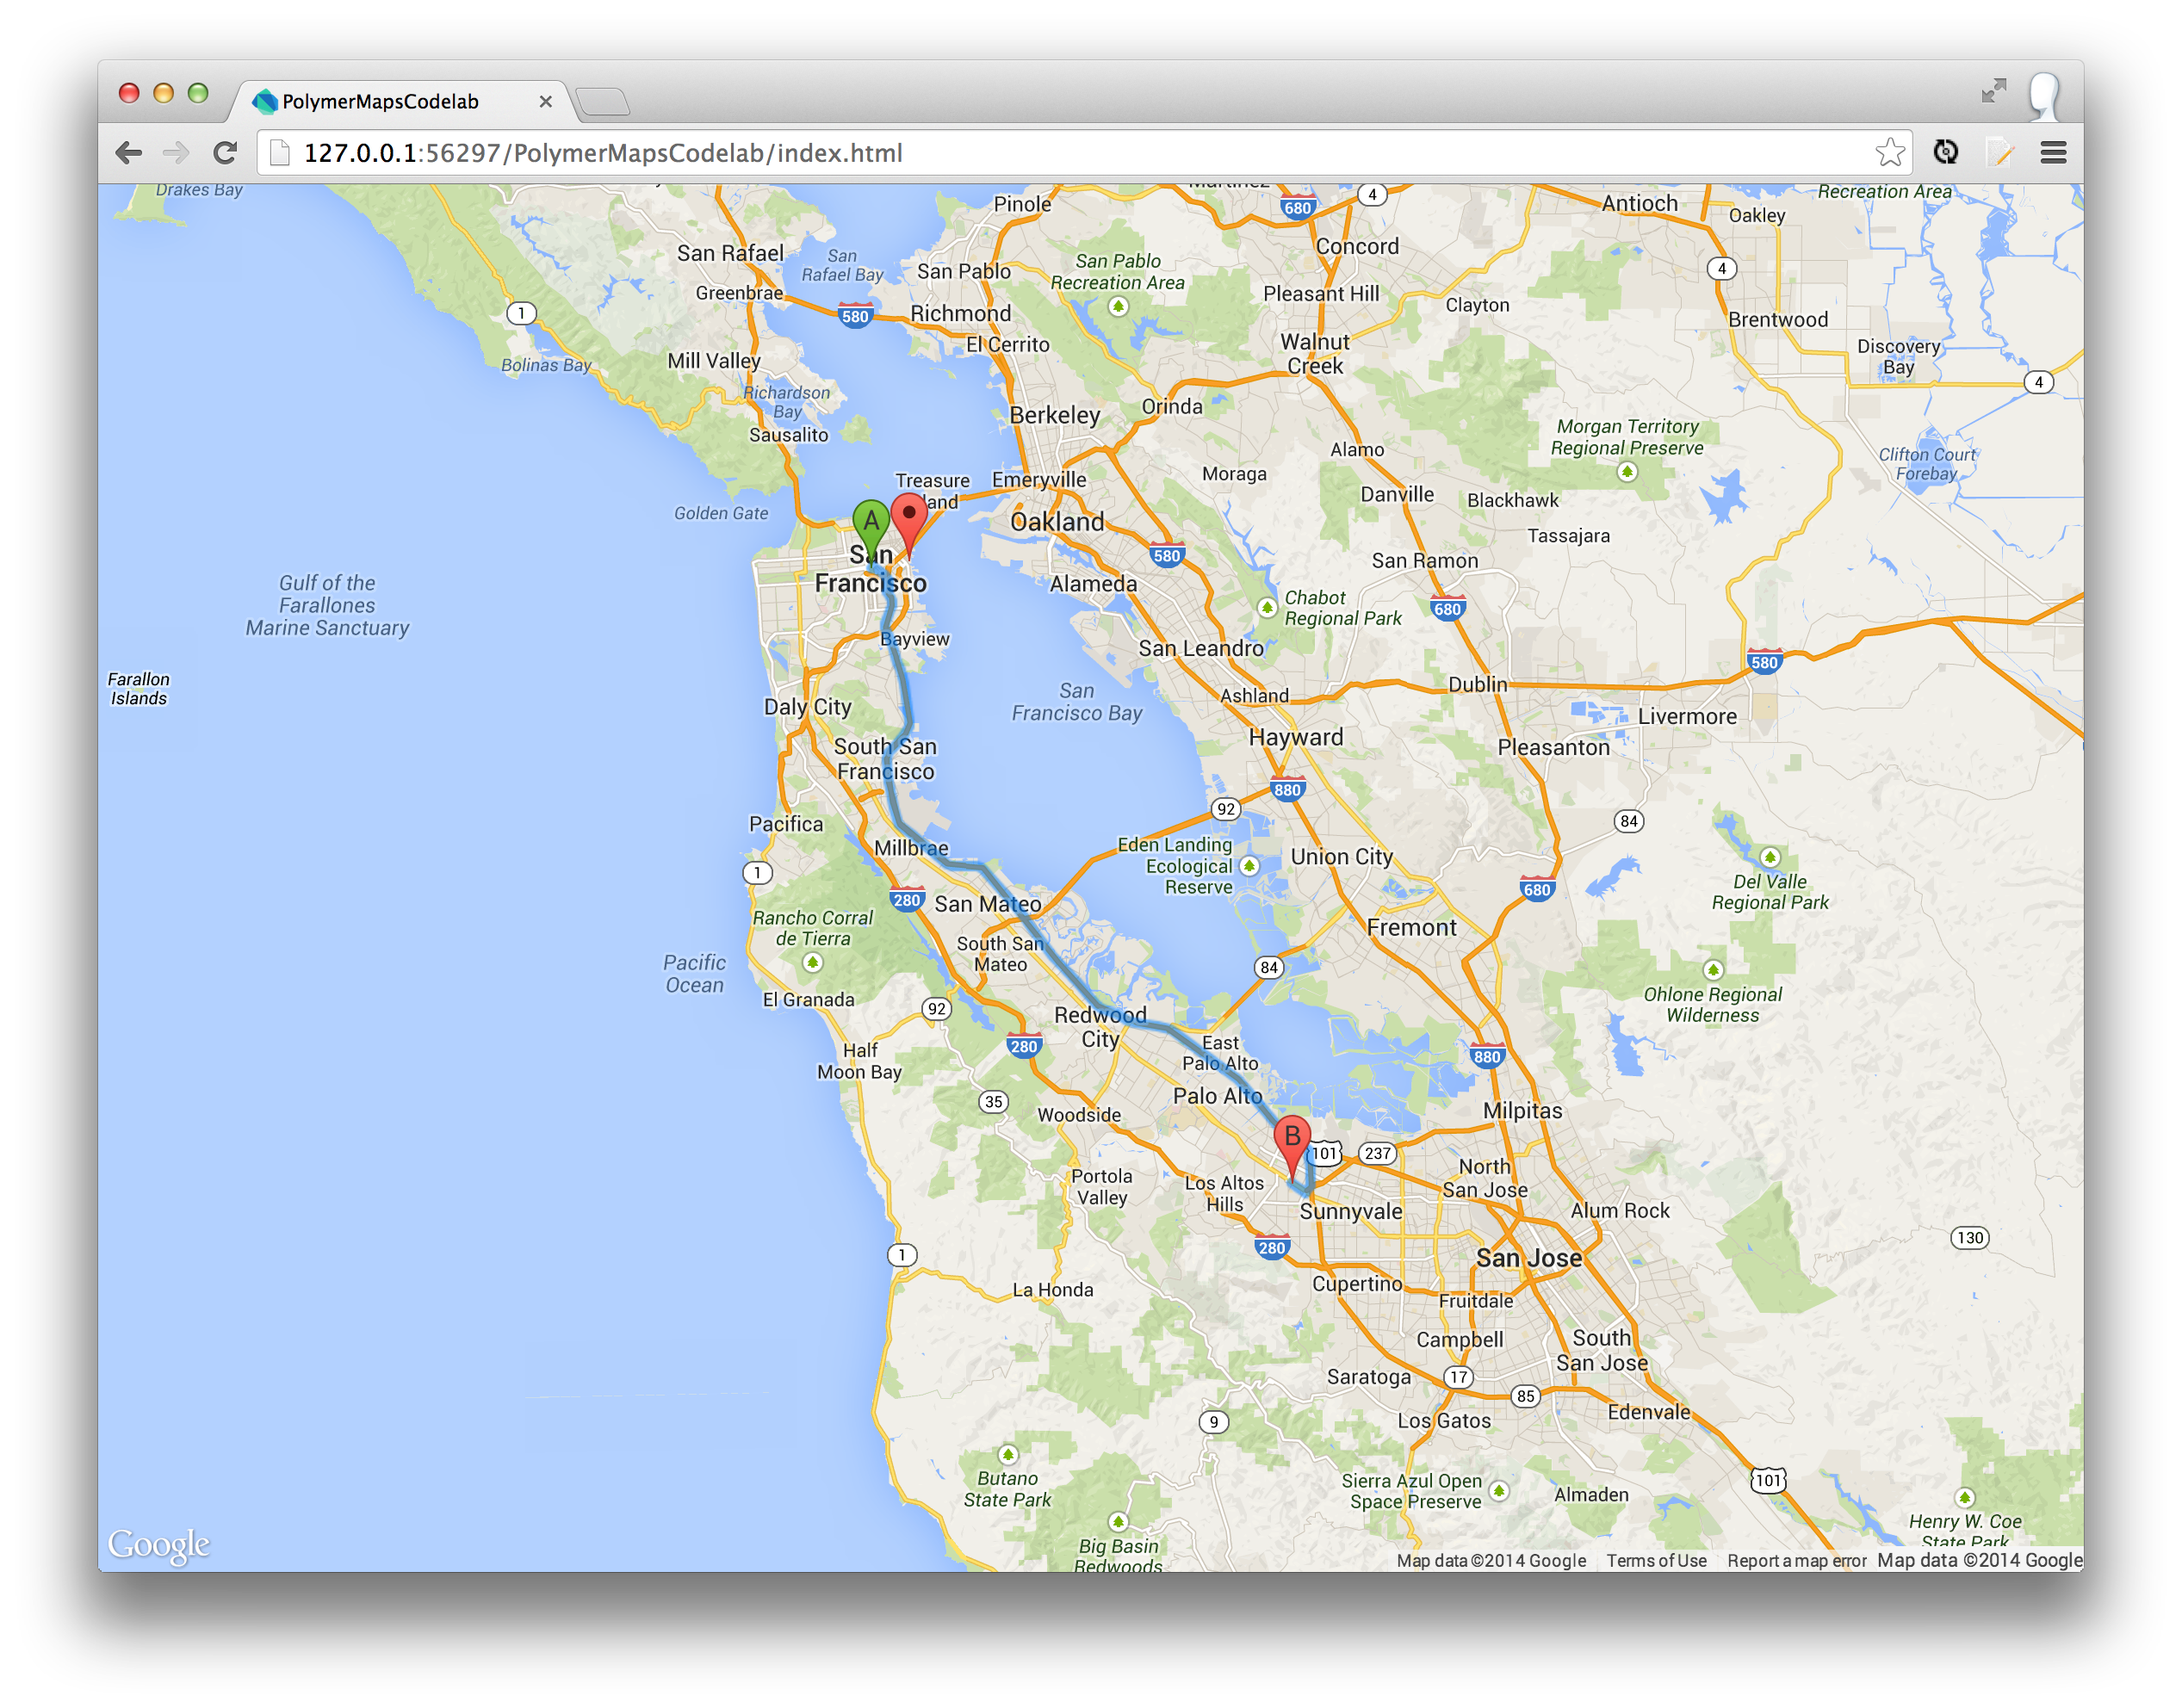 PolymerMapsCodelab
127.0.0.1:56297/PolymerMapsCodelab/index.html
Drakes Bay
Martinez
Recreation Area
Pinole
680
4
Antioch
Oakley
San Rafael
San
Rafael Bay
San Pablo
San Pablo
Recreation Area
Concord
4
Greenbrae
Pleasant Hill
Clayton
1
580
Richmond
Brentwood
El Cerrito
Walnut
Creek
Discovery
Bay
Bolinas Bay
Mill Valley
4
Richardson
Bay
Orinda
Berkeley
Sausalito
Morgan Territory
Regional Preserve
Alamo
Clifton Court
Forebay
Moraga
Treasure
Emeryville
Danville
Blackhawk
Golden Gate
A
Oakland
Tassajara
San
Francisco
580
San Ramon
Gulf of the
Farallones
Marine Sanctuary
Alameda
Chabot
Regional Park
680
Bayview
San Leandro
580
Farallon
Islands
San
Francisco Bay
Ashland
Dublin
Daly City
Livermore
Hayward
South San
Francisco
Pleasanton
880
92
84
Pacifica
Millbrae
Eden Landing
Ecological
Reserve
Union City
1
Del Valle
Regional Park
280
San Mateo
680
Rancho Corral
de Tierra
Fremont
South San
Mateo
Pacific
Ocean
84
El Granada
92
Ohlone Regional
Wilderness
Redwood
City
280
East
Palo Alto
880
Half
Moon Bay
35
Palo Alto
Woodside
Milpitas
B
101
237
Portola
Valley
Los Altos
Hills
North
San Jose
Sunnyvale
Alum Rock
1
280
San Jose
130
La Honda
Cupertino
Fruitdale
Campbell
South
San Jose
Saratoga
17
85
9
Los Gatos
Edenvale
Butano
State Park
Sierra Azul Open
Space Preserve
Almaden
101
Henry W. Coe
State Park
Big Basin
Redwoods
Google
Map data ©2014 Google
Terms of Use
Report a map error
Map data ©2014 Google